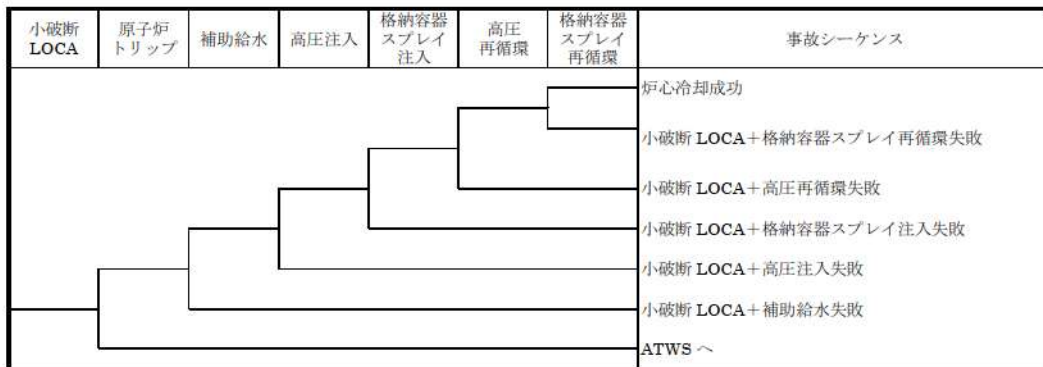 小破断
LOCA
原子炉
トリップ
補助給水
高圧注入
格納容器
スプレイ
注入
高圧
再循環
格納容器
スプレイ
再循環
事故シーケンス
炉心冷却成功
小破断 LOCA＋格納容器スプレイ再循環失敗
小破断 LOCA＋高圧再循環失敗
小破断 LOCA＋格納容器スプレイ注入失敗
小破断 LOCA＋高圧注入失敗
小破断 LOCA＋補助給水失敗
ATWS へ